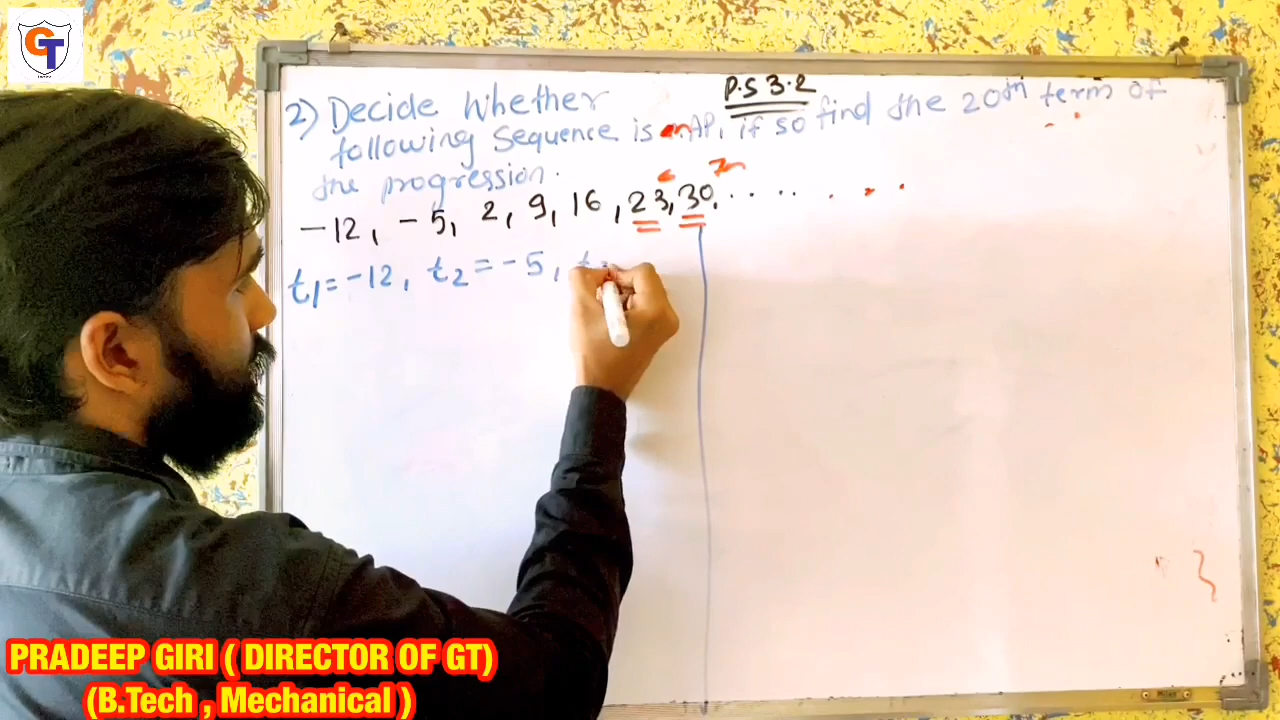 GT
P.S 3.2
2) Decide Whether
following Sequence is an AP, if so find the 20th term of
the progression.
-12, -5, 2, 9, 16, 23, 30, . . . . . . .
t1 = -12, t2 = -5, t
PRADEEP GIRI ( DIRECTOR OF GT)
(B.Tech , Mechanical )